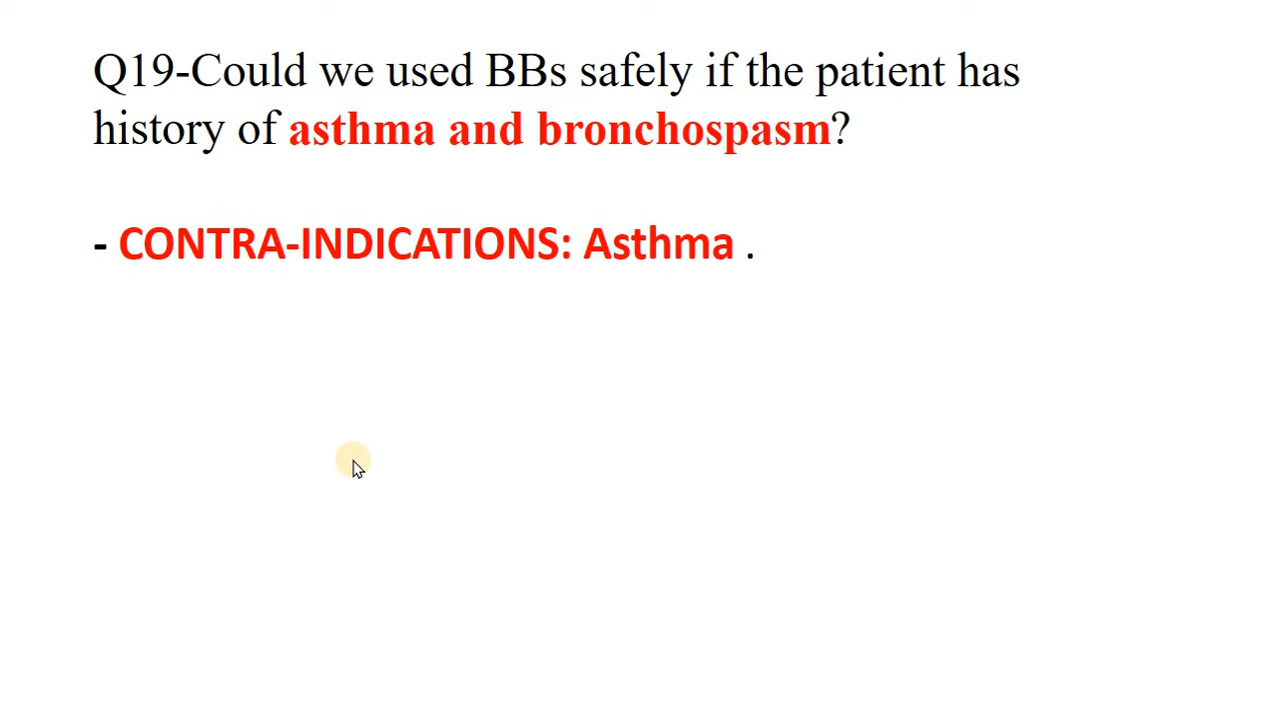 Q19-Could we used BBs safely if the patient has
history of asthma and bronchospasm?
- CONTRA-INDICATIONS: Asthma .